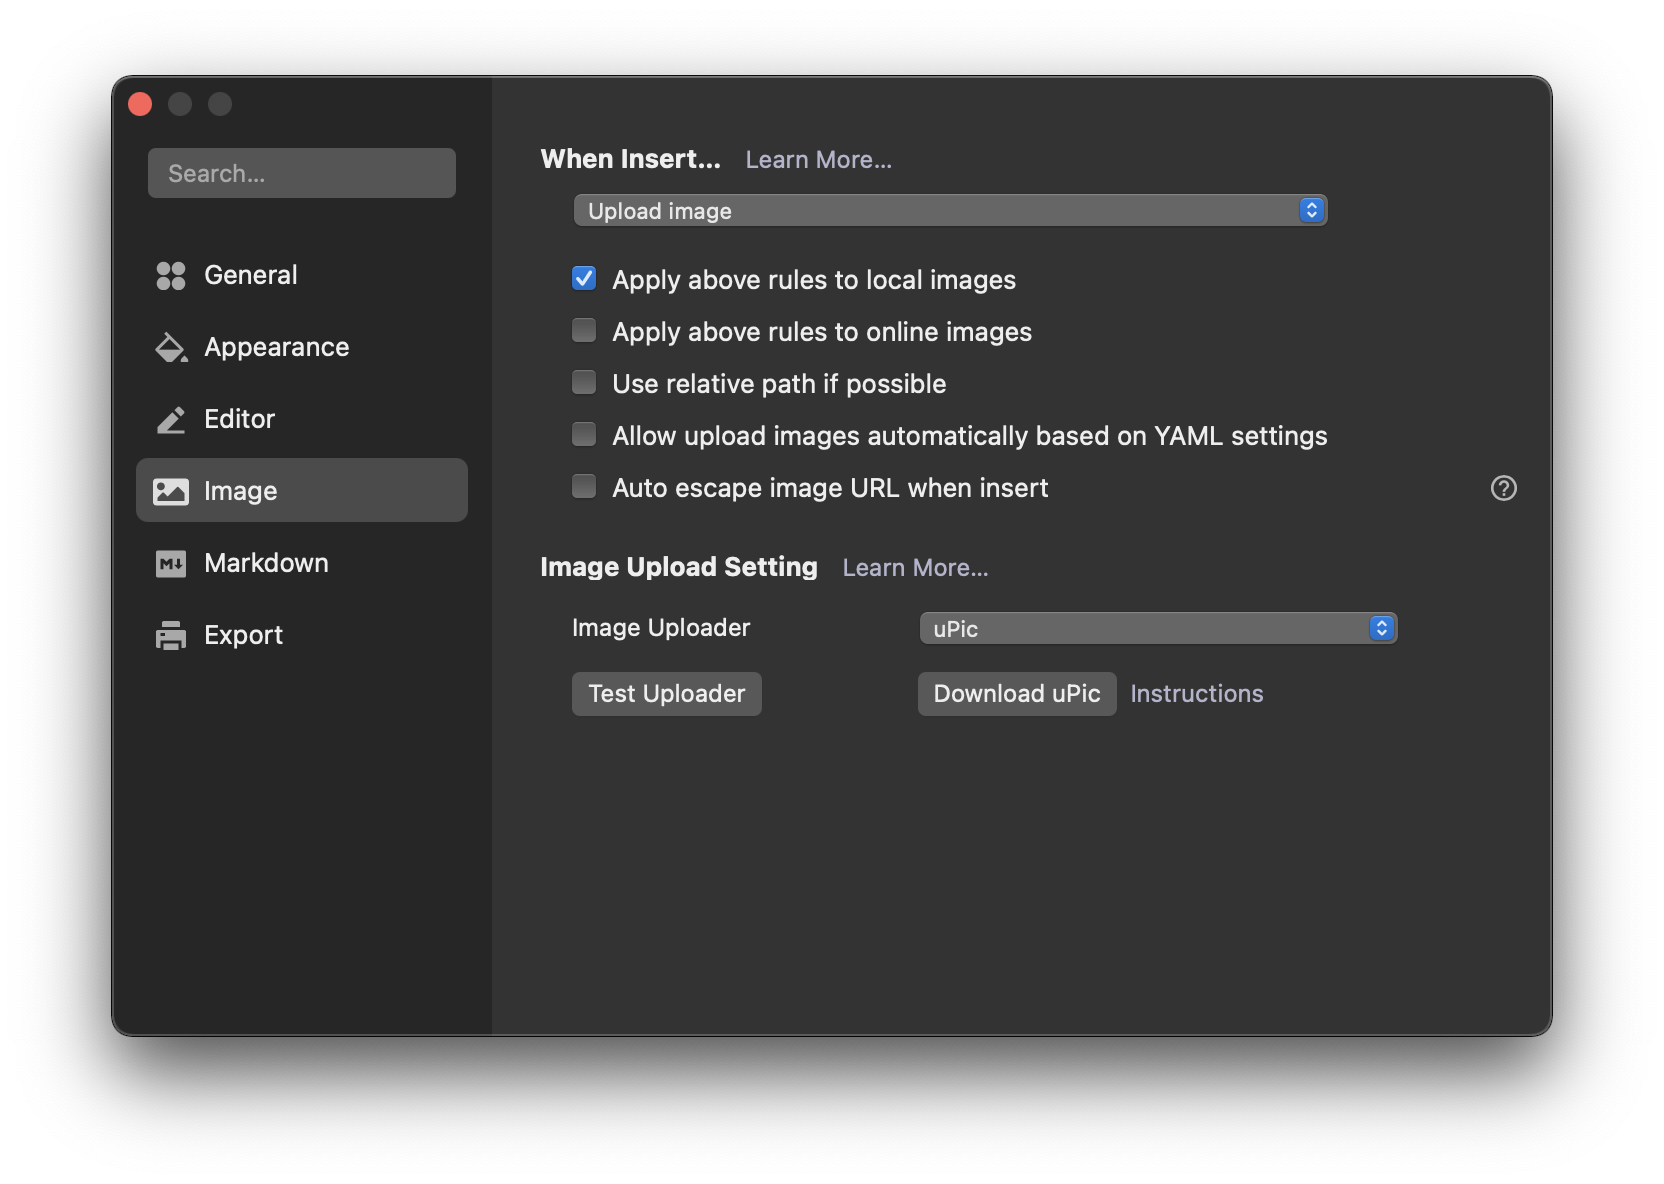 Search...
General
Appearance
Editor
Image
Markdown
Export
When Insert... Learn More...
Upload image
Apply above rules to local images
Apply above rules to online images
Use relative path if possible
Allow upload images automatically based on YAML settings
Auto escape image URL when insert
Image Upload Setting Learn More...
Image Uploader uPic
Test Uploader Download uPic Instructions